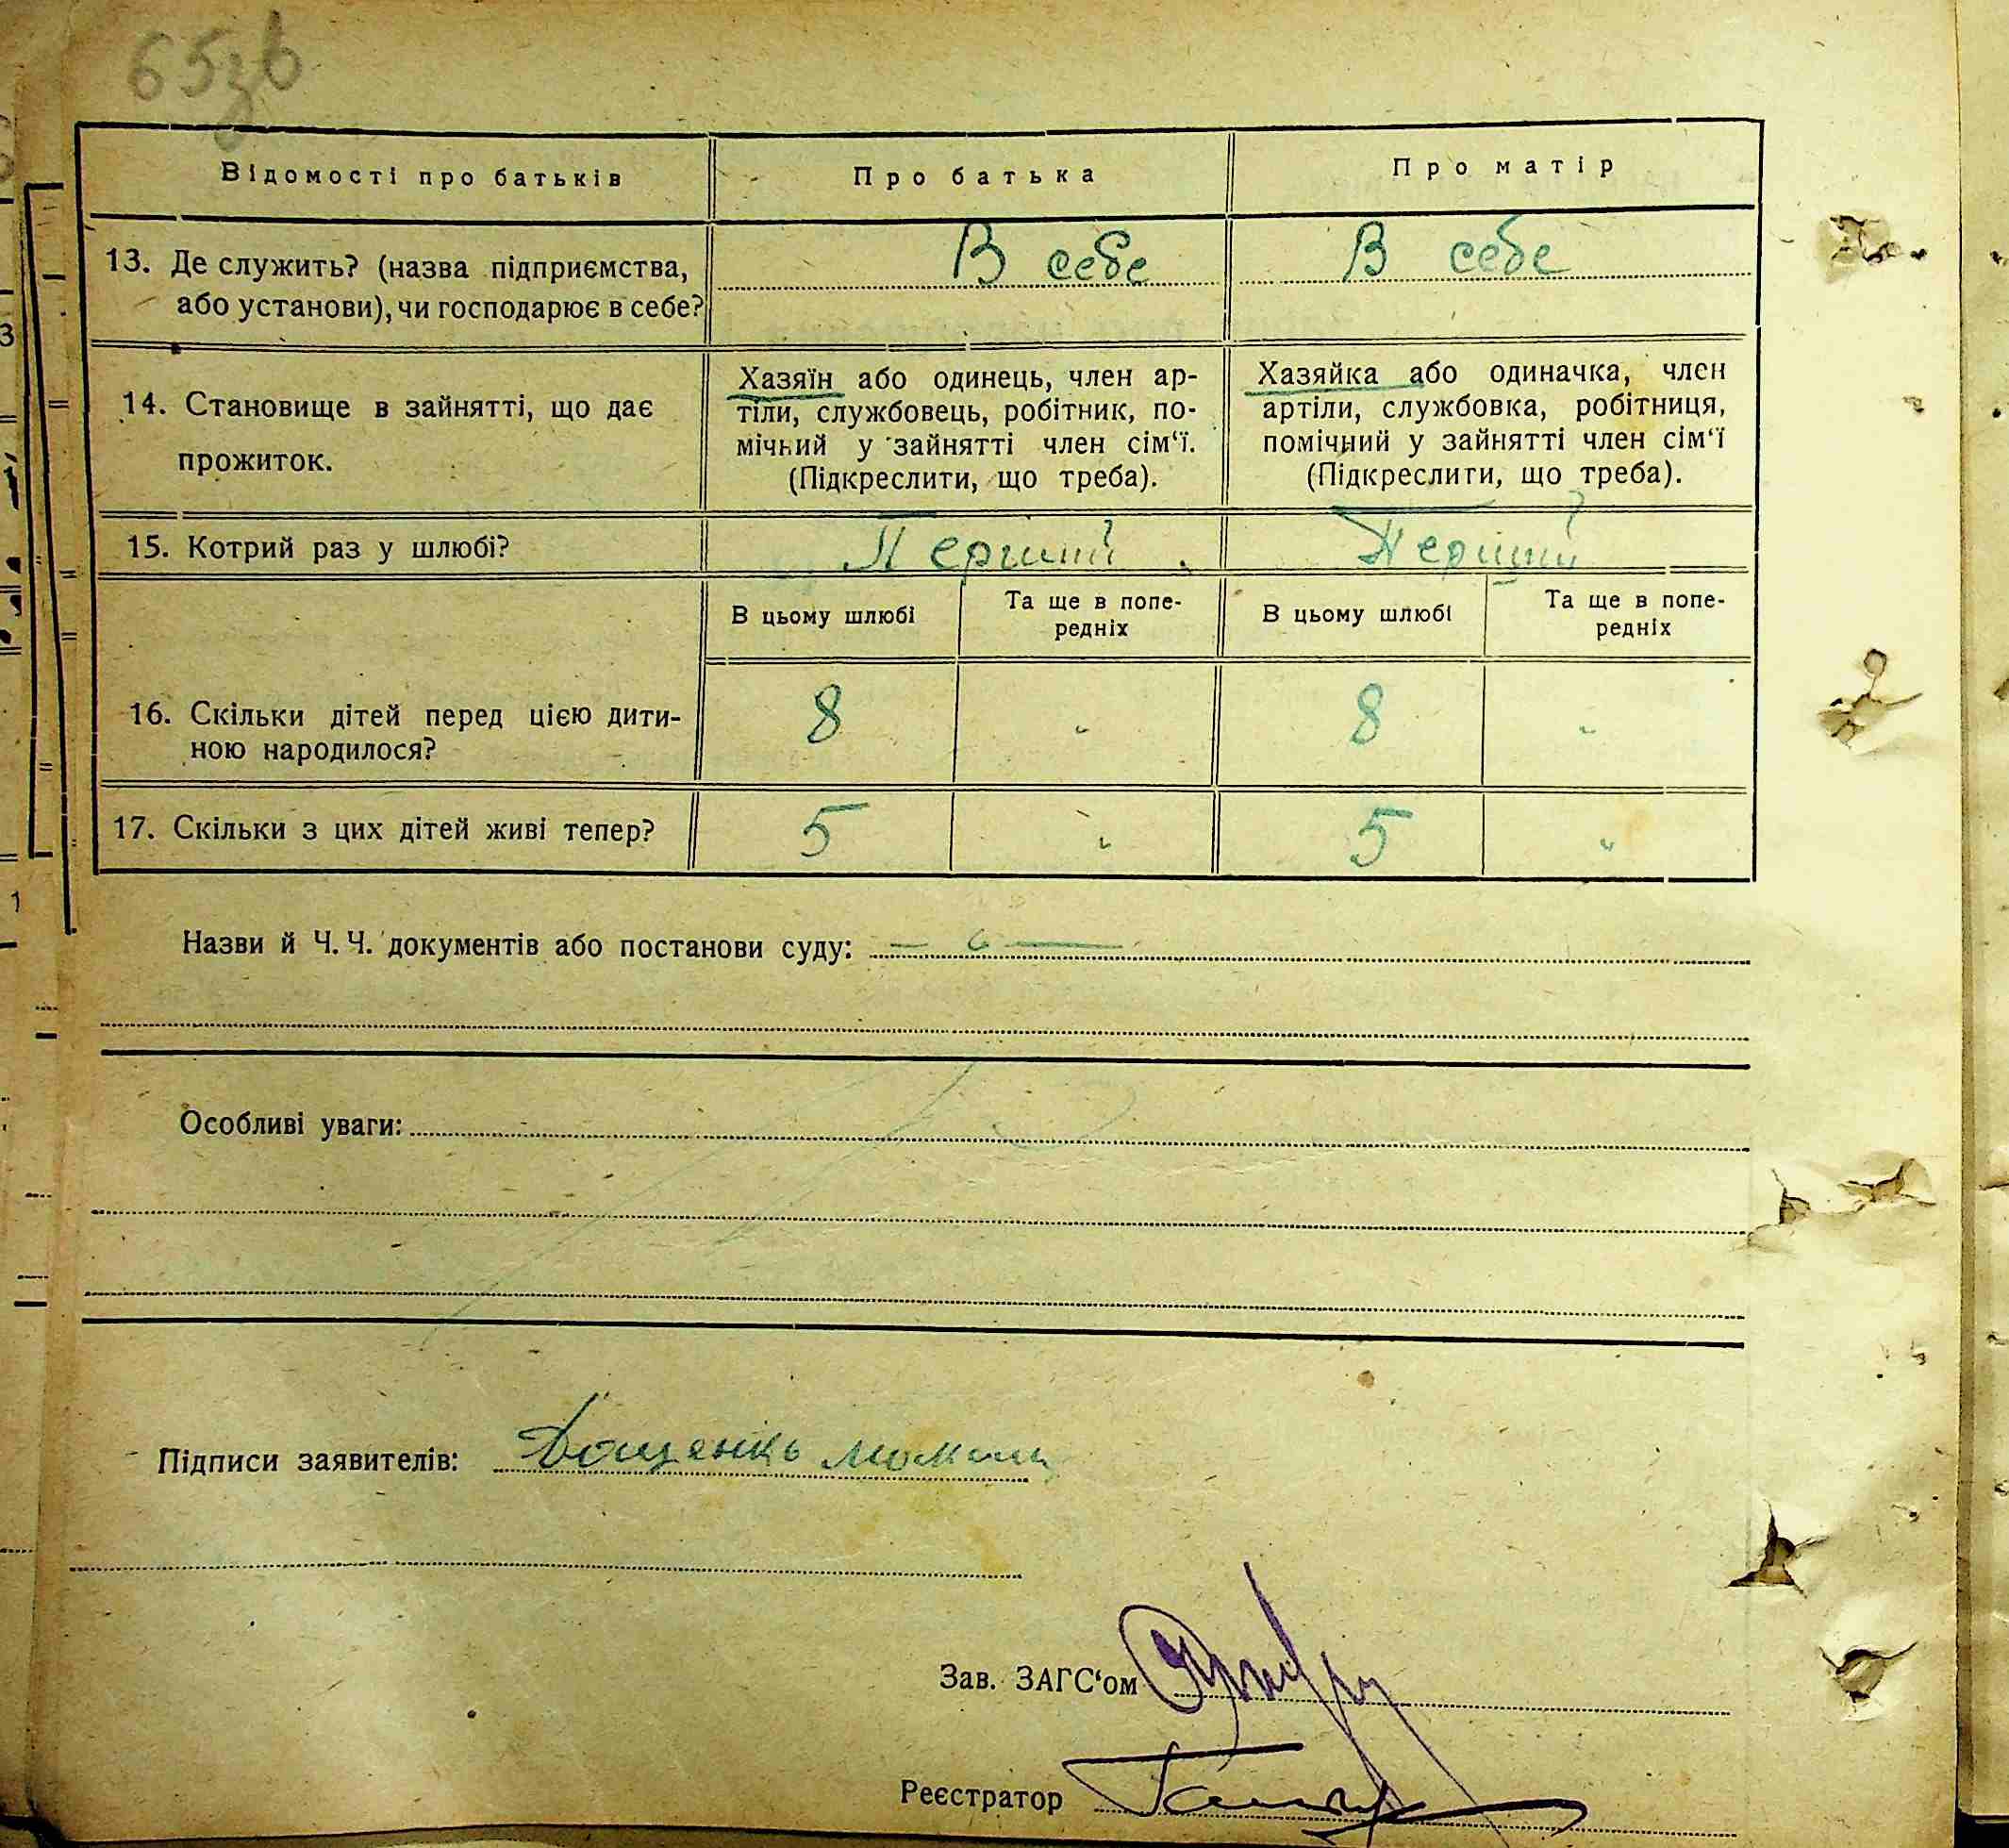 65зв
Відомості про батьків Про батька Про матір
13. Де служить? (назва підприємства, або установи), чи господарює в себе? В себе В себе
14. Становище в зайнятті, що дає прожиток.
Хазяїн або одинець, член ар-
тіли, службовець, робітник, по-
мічний у зайнятті член сім‘ї.
(Підкреслити, що треба).
Хазяйка або одиначка, член
артіли, службовка, робітниця,
помічний у зайнятті член сім‘ї
(Підкреслити, що треба).
15. Котрий раз у шлюбі? Перший Перший
В цьому шлюбі Та ще в попе-
редніх В цьому шлюбі Та ще в попе-
редніх
16. Скільки дітей перед цією дити-
ною народилося? 8 " 8 "
17. Скільки з цих дітей живі тепер? 5 " 5 "
Назви й Ч. Ч. документів або постанови суду: — " —
Особливі уваги:
Підписи заявителів:
Зав. ЗАГС‘ом
Реєстратор